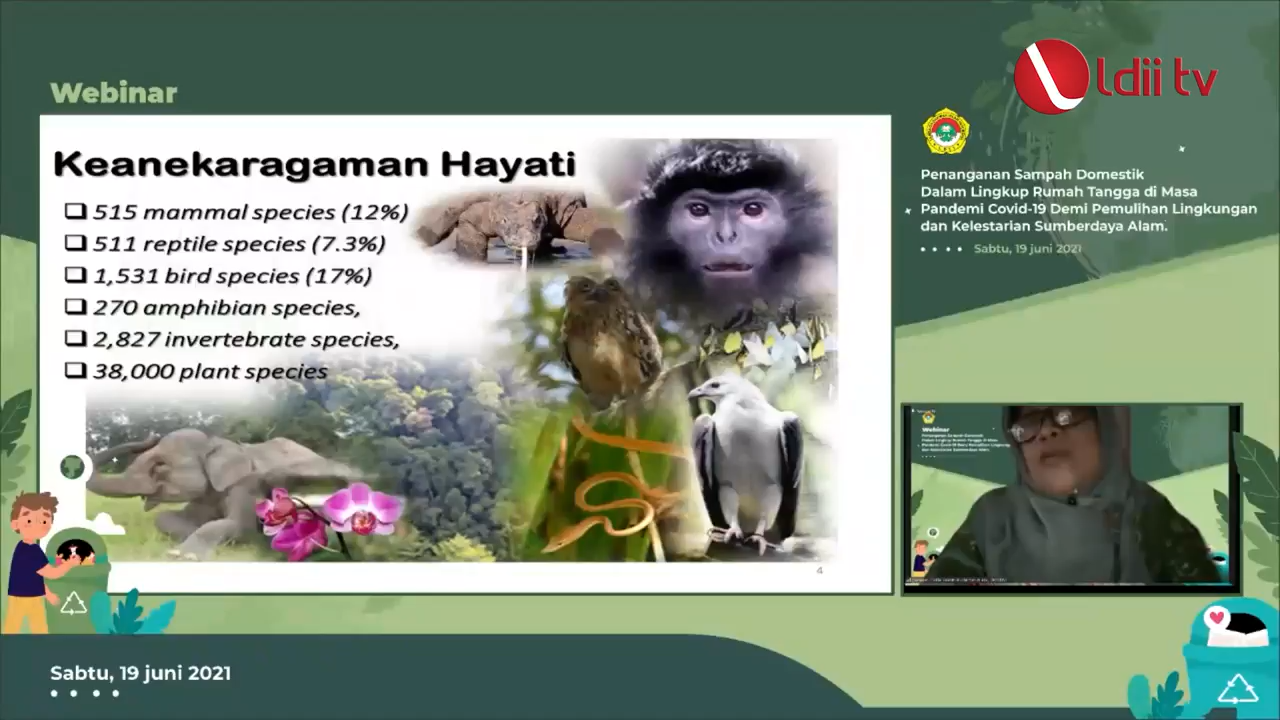 Webinar
ldii tv
Keanekaragaman Hayati
515 mammal species (12%)
511 reptile species (7.3%)
1,531 bird species (17%)
270 amphibian species,
2,827 invertebrate species,
38,000 plant species
4
Penanganan Sampah Domestik
Dalam Lingkup Rumah Tangga di Masa
Pandemi Covid-19 Demi Pemulihan Lingkungan
dan Kelestarian Sumberdaya Alam.
Sabtu, 19 juni 2021
Webinar
Sabtu, 19 juni 2021